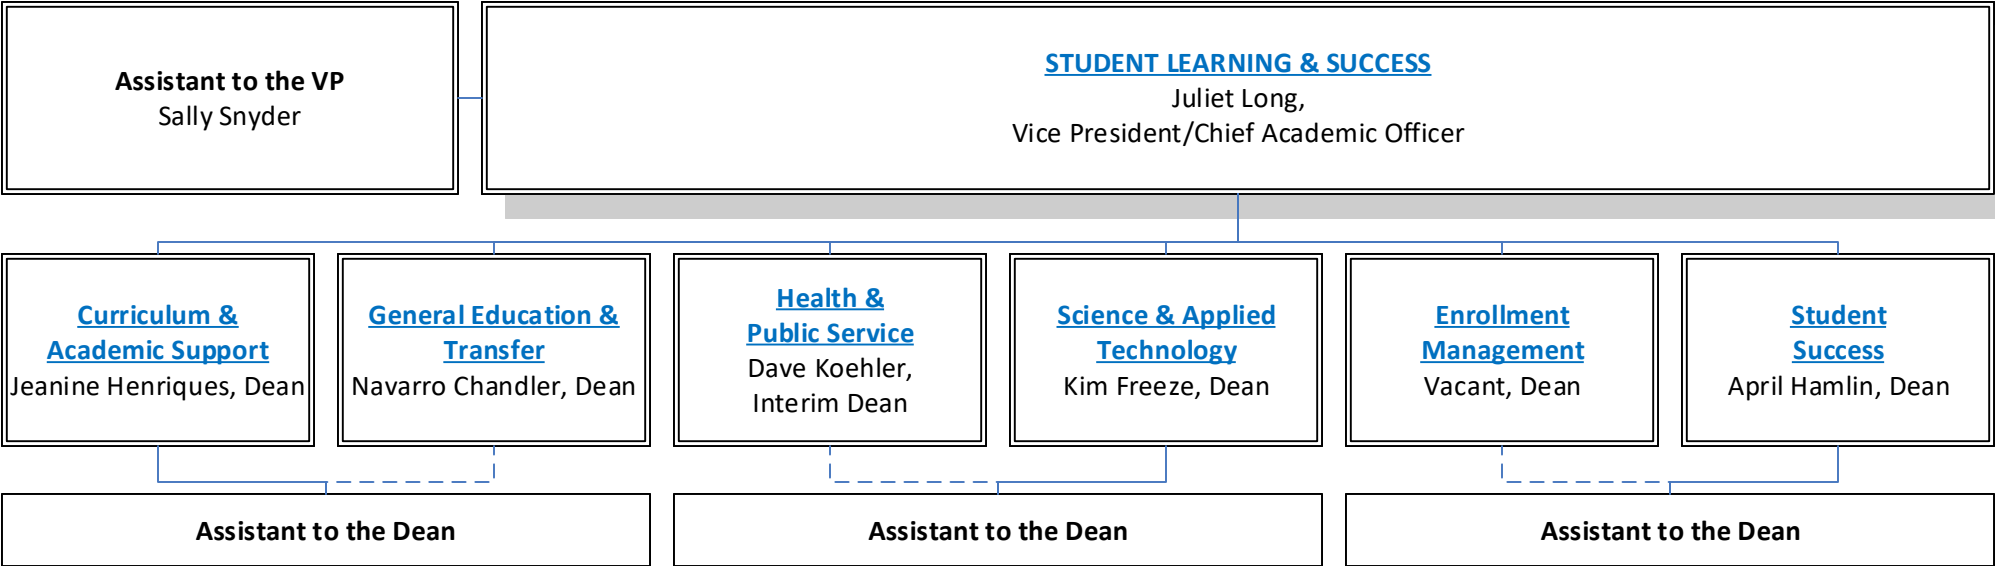 Assistant to the VP
Sally Snyder
STUDENT LEARNING & SUCCESS
Juliet Long,
Vice President/Chief Academic Officer
Curriculum &
Academic Support
Jeanine Henriques, Dean
General Education &
Transfer
Navarro Chandler, Dean
Health &
Public Service
Dave Koehler,
Interim Dean
Science & Applied
Technology
Kim Freeze, Dean
Enrollment
Management
Vacant, Dean
Student
Success
April Hamlin, Dean
Assistant to the Dean
Assistant to the Dean
Assistant to the Dean